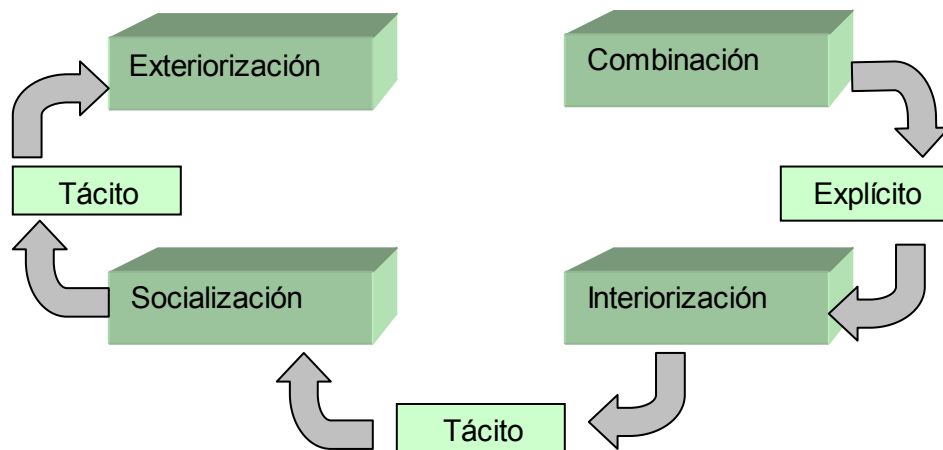 Exteriorización
Combinación
Tácito
Explícito
Socialización
Interiorización
Tácito